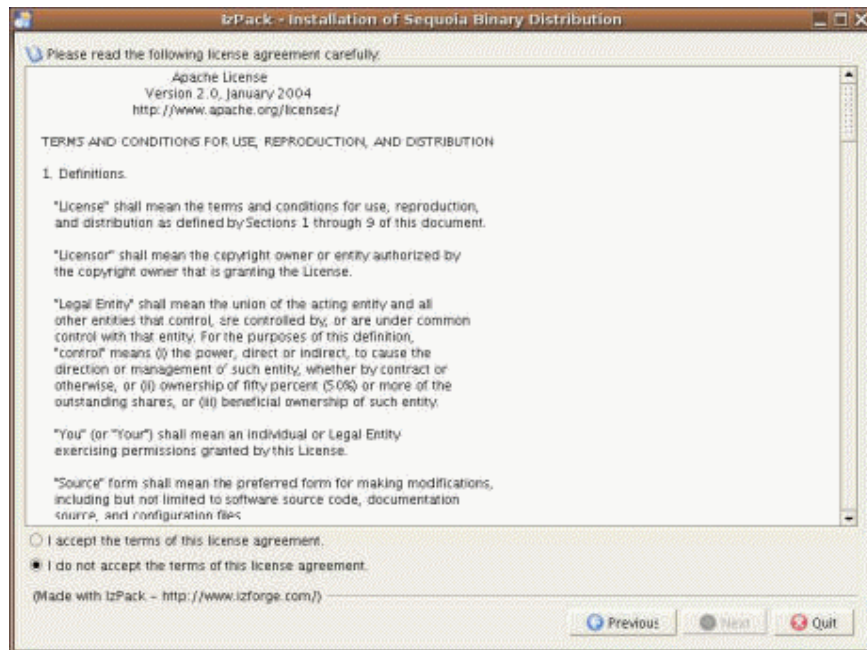 IzPack - Installation of Sequoia Binary Distribution
Please read the following license agreement carefully:
Apache License
Version 2.0, January 2004
http://www.apache.org/licenses/
TERMS AND CONDITIONS FOR USE, REPRODUCTION, AND DISTRIBUTION
1. Definitions.
"License" shall mean the terms and conditions for use, reproduction,
and distribution as defined by Sections 1 through 9 of this document.
"Licensor" shall mean the copyright owner or entity authorized by
the copyright owner that is granting the License.
"Legal Entity" shall mean the union of the acting entity and all
other entities that control, are controlled by, or are under common
control with that entity. For the purposes of this definition,
"control" means (i) the power, direct or indirect, to cause the
direction or management of such entity, whether by contract or
otherwise, or (ii) ownership of fifty percent (50%) or more of the
outstanding shares, or (iii) beneficial ownership of such entity.
"You" (or "Your") shall mean an individual or Legal Entity
exercising permissions granted by this License.
"Source" form shall mean the preferred form for making modifications,
including but not limited to software source code, documentation
source, and configuration files
I accept the terms of this license agreement.
I do not accept the terms of this license agreement.
(Made with IzPack - http://www.izforge.com/)
Previous Next Quit